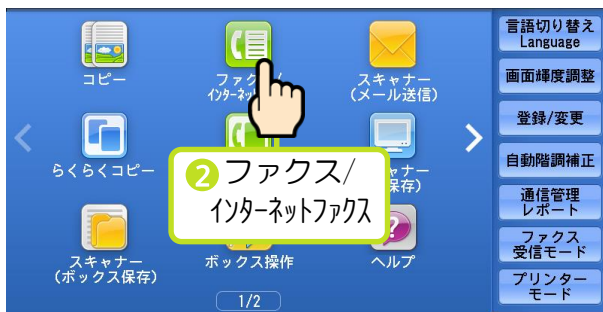 コピー
ファクス/
インターネット
スキャナー
(メール送信)
らくらくコピー
ナー
保存)
❷ファクス/
インターネットファクス
スキャナー
(ボックス保存)
ボックス操作
ヘルプ
1/2
言語切り替え
Language
画面輝度調整
登録/変更
自動階調補正
通信管理
レポート
ファクス
受信モード
プリンター
モード